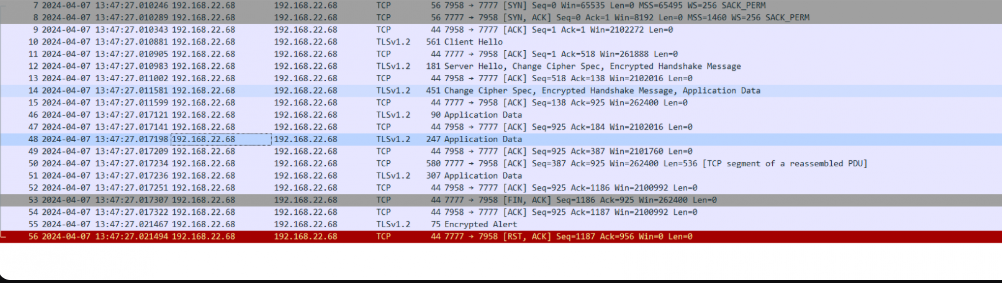 7 2024-04-07 13:47:27.010246 192.168.22.68 192.168.22.68 TCP 56 7958 → 7777 [SYN] Seq=0 Win=65535 Len=0 MSS=65495 WS=256 SACK_PERM
8 2024-04-07 13:47:27.010289 192.168.22.68 192.168.22.68 TCP 56 7777 → 7958 [SYN, ACK] Seq=0 Ack=1 Win=8192 Len=0 MSS=1460 WS=256 SACK_PERM
9 2024-04-07 13:47:27.010343 192.168.22.68 192.168.22.68 TCP 44 7958 → 7777 [ACK] Seq=1 Ack=1 Win=2102272 Len=0
10 2024-04-07 13:47:27.010881 192.168.22.68 192.168.22.68 TLSv1.2 561 Client Hello
11 2024-04-07 13:47:27.010905 192.168.22.68 192.168.22.68 TCP 44 7777 → 7958 [ACK] Seq=1 Ack=518 Win=261888 Len=0
12 2024-04-07 13:47:27.010983 192.168.22.68 192.168.22.68 TLSv1.2 181 Server Hello, Change Cipher Spec, Encrypted Handshake Message
13 2024-04-07 13:47:27.011002 192.168.22.68 192.168.22.68 TCP 44 7958 → 7777 [ACK] Seq=518 Ack=138 Win=2102016 Len=0
14 2024-04-07 13:47:27.011581 192.168.22.68 192.168.22.68 TLSv1.2 451 Change Cipher Spec, Encrypted Handshake Message, Application Data
15 2024-04-07 13:47:27.011599 192.168.22.68 192.168.22.68 TCP 44 7777 → 7958 [ACK] Seq=138 Ack=925 Win=262400 Len=0
46 2024-04-07 13:47:27.017121 192.168.22.68 192.168.22.68 TLSv1.2 90 Application Data
47 2024-04-07 13:47:27.017141 192.168.22.68 192.168.22.68 TCP 44 7958 → 7777 [ACK] Seq=925 Ack=184 Win=2102016 Len=0
48 2024-04-07 13:47:27.017198 192.168.22.68 192.168.22.68 TLSv1.2 247 Application Data
49 2024-04-07 13:47:27.017209 192.168.22.68 192.168.22.68 TCP 44 7958 → 7777 [ACK] Seq=925 Ack=387 Win=2101760 Len=0
50 2024-04-07 13:47:27.017234 192.168.22.68 192.168.22.68 TCP 580 7777 → 7958 [ACK] Seq=387 Ack=925 Win=262400 Len=536 [TCP segment of a reassembled PDU]
51 2024-04-07 13:47:27.017236 192.168.22.68 192.168.22.68 TLSv1.2 307 Application Data
52 2024-04-07 13:47:27.017251 192.168.22.68 192.168.22.68 TCP 44 7958 → 7777 [ACK] Seq=925 Ack=1186 Win=2100992 Len=0
53 2024-04-07 13:47:27.017307 192.168.22.68 192.168.22.68 TCP 44 7777 → 7958 [FIN, ACK] Seq=1186 Ack=925 Win=262400 Len=0
54 2024-04-07 13:47:27.017322 192.168.22.68 192.168.22.68 TCP 44 7958 → 7777 [ACK] Seq=925 Ack=1187 Win=2100992 Len=0
55 2024-04-07 13:47:27.021467 192.168.22.68 192.168.22.68 TLSv1.2 75 Encrypted Alert
56 2024-04-07 13:47:27.021494 192.168.22.68 192.168.22.68 TCP 44 7777 → 7958 [RST, ACK] Seq=1187 Ack=956 Win=0 Len=0